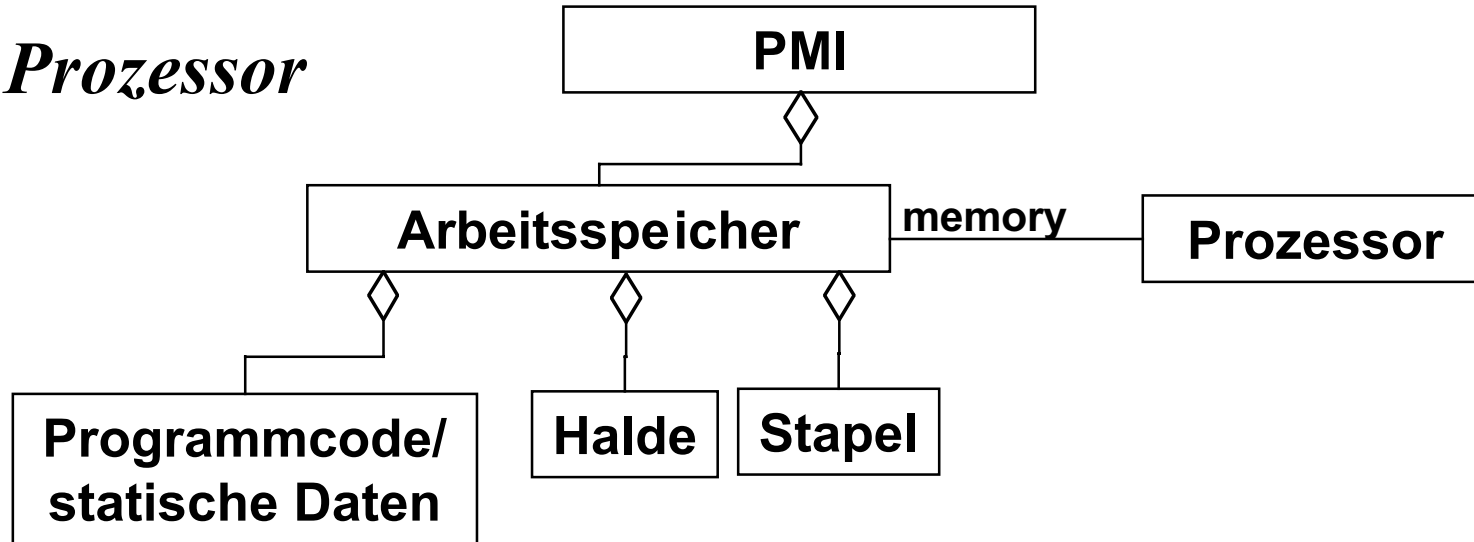 Prozessor
PMI
Arbeitsspeicher
memory
Prozessor
Programmcode/
statische Daten
Halde
Stapel